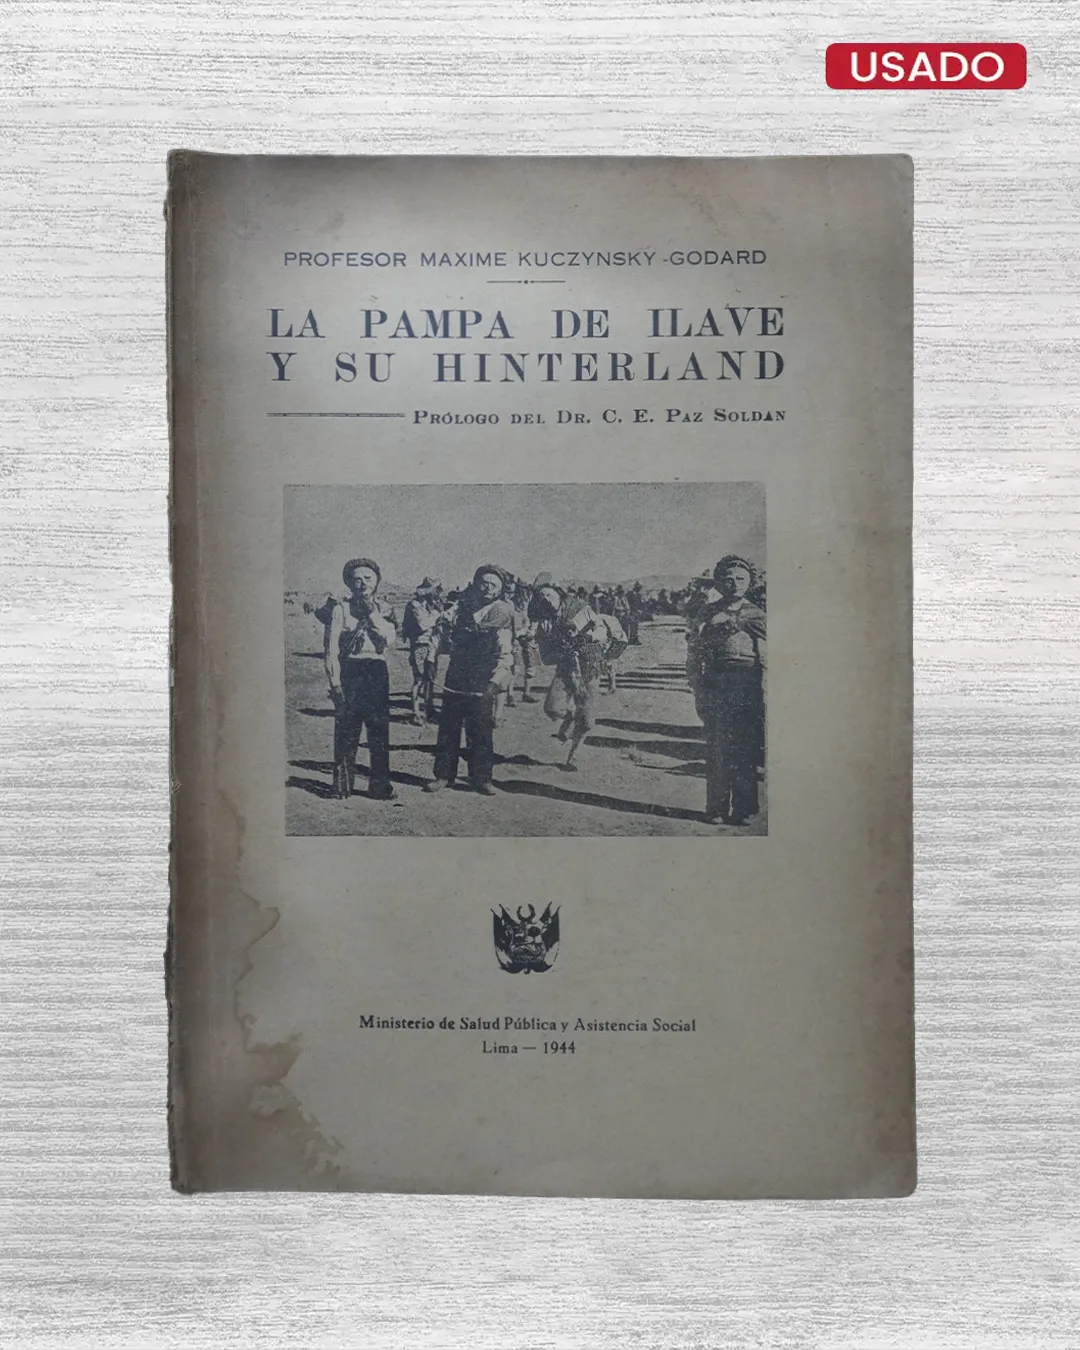 USADO
PROFESOR MAXIME KUCZYNSKY-GODARD
LA PAMPA DE ILAVE
Y SU HINTERLAND
PRÓLOGO DEL DR. C. E. PAZ SOLDAN
Ministerio de Salud Pública y Asistencia Social
Lima — 1944